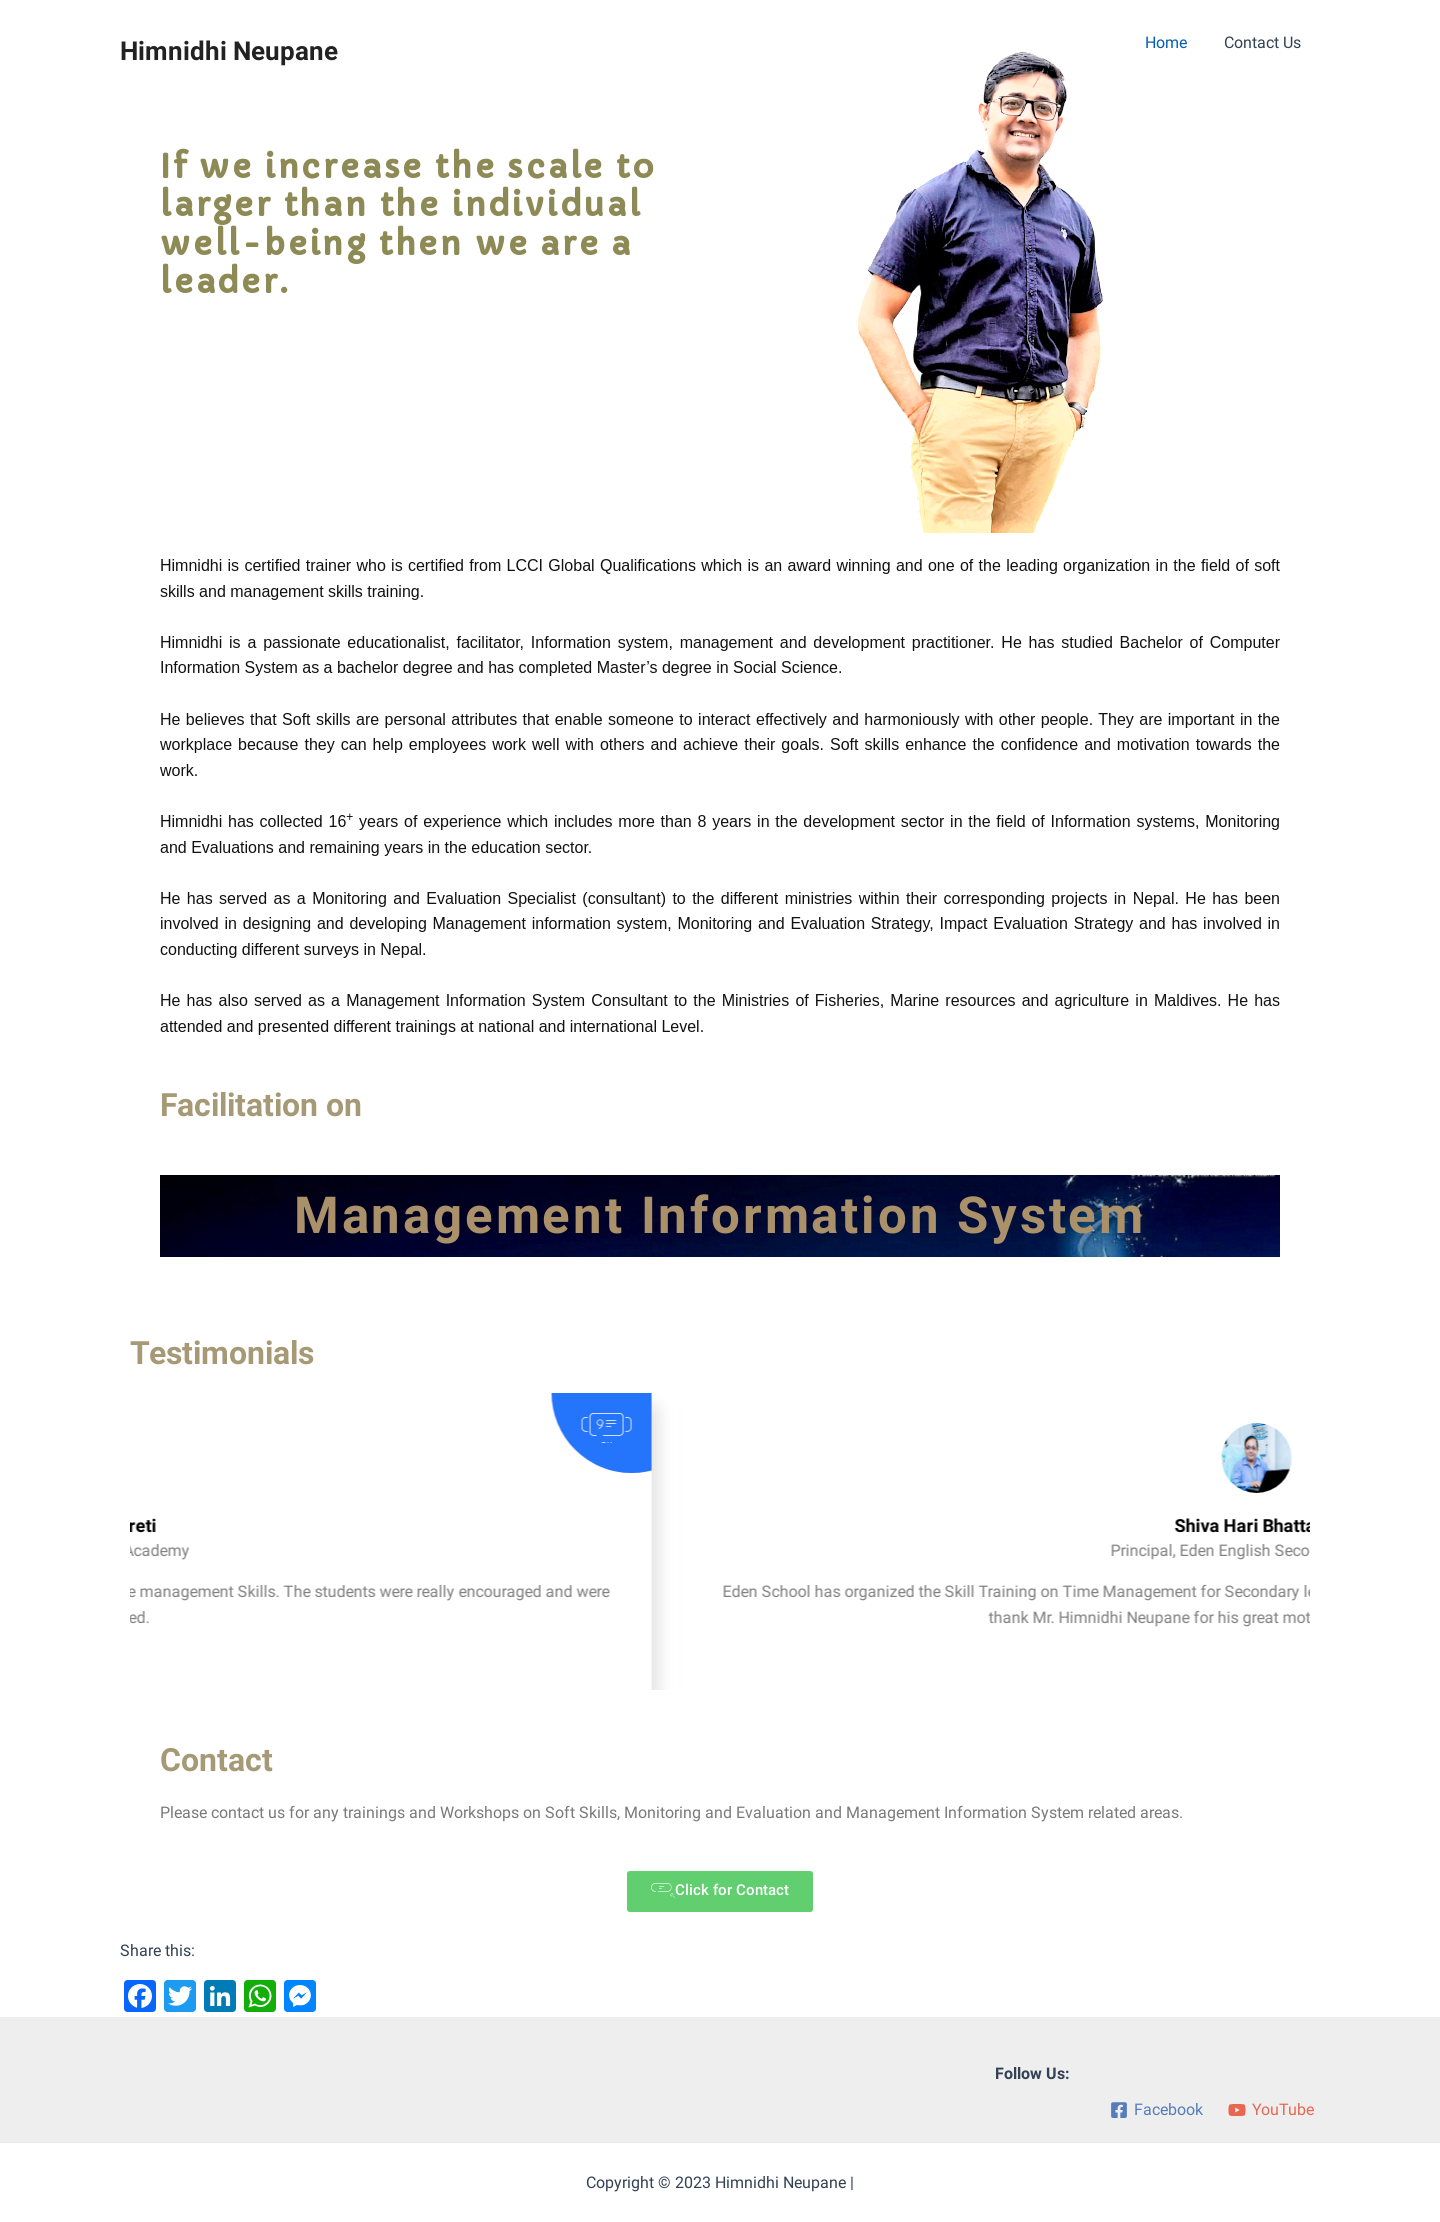 Himnidhi Neupane
Home
Contact Us
If we increase the scale to
larger than the individual
well-being then we are a
leader.
Himnidhi is certified trainer who is certified from LCCI Global Qualifications which is an award winning and one of the leading organization in the field of soft
skills and management skills training.
Himnidhi is a passionate educationalist, facilitator, Information system, management and development practitioner. He has studied Bachelor of Computer
Information System as a bachelor degree and has completed Master’s degree in Social Science.
He believes that Soft skills are personal attributes that enable someone to interact effectively and harmoniously with other people. They are important in the
workplace because they can help employees work well with others and achieve their goals. Soft skills enhance the confidence and motivation towards the
work.
Himnidhi has collected 16+ years of experience which includes more than 8 years in the development sector in the field of Information systems, Monitoring
and Evaluations and remaining years in the education sector.
He has served as a Monitoring and Evaluation Specialist (consultant) to the different ministries within their corresponding projects in Nepal. He has been
involved in designing and developing Management information system, Monitoring and Evaluation Strategy, Impact Evaluation Strategy and has involved in
conducting different surveys in Nepal.
He has also served as a Management Information System Consultant to the Ministries of Fisheries, Marine resources and agriculture in Maldives. He has
attended and presented different trainings at national and international Level.
Facilitation on
Management Information System
Testimonials
reti
Academy
e management Skills. The students were really encouraged and were
ed.
Shiva Hari Bhatta
Principal, Eden English Seco
Eden School has organized the Skill Training on Time Management for Secondary le
thank Mr. Himnidhi Neupane for his great mot
Contact
Please contact us for any trainings and Workshops on Soft Skills, Monitoring and Evaluation and Management Information System related areas.
Click for Contact
Share this:
Follow Us:
Facebook
YouTube
Copyright © 2023 Himnidhi Neupane |